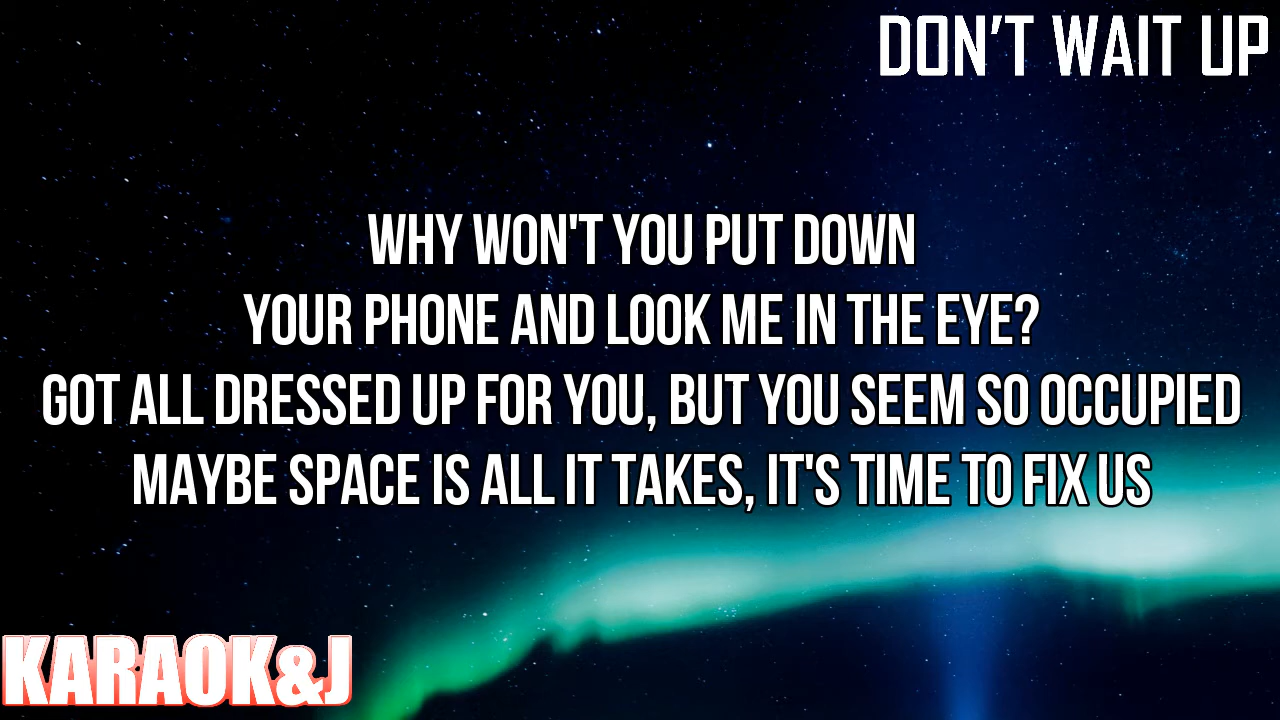 DON'T WAIT UP
WHY WON'T YOU PUT DOWN
YOUR PHONE AND LOOK ME IN THE EYE?
GOT ALL DRESSED UP FOR YOU, BUT YOU SEEM SO OCCUPIED
MAYBE SPACE IS ALL IT TAKES, IT'S TIME TO FIX US
KARAOK&J